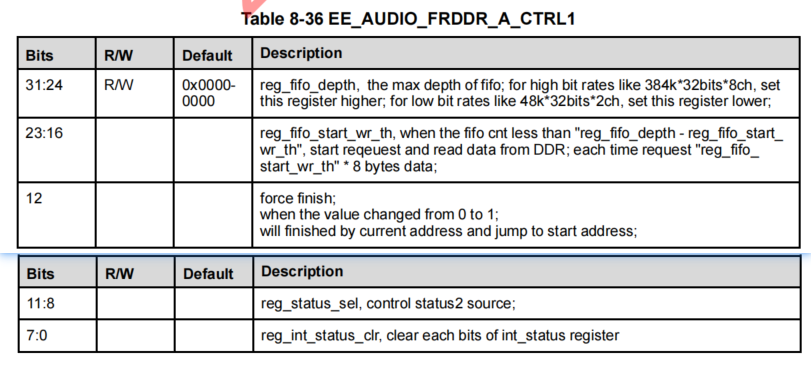 Table 8-36 EE_AUDIO_FRDDR_A_CTRL1
Bits R/W Default Description
31:24 R/W 0x0000- reg_fifo_depth, the max depth of fifo; for high bit rates like 384k*32bits*8ch, set
0000 this register higher; for low bit rates like 48k*32bits*2ch, set this register lower;
23:16 reg_fifo_start_wr_th, when the fifo cnt less than "reg_fifo_depth - reg_fifo_start_
wr_th", start reqeuest and read data from DDR; each time request "reg_fifo_
start_wr_th" * 8 bytes data;
12 force finish;
when the value changed from 0 to 1;
will finished by current address and jump to start address;
Bits R/W Default Description
11:8 reg_status_sel, control status2 source;
7:0 reg_int_status_clr, clear each bits of int_status register